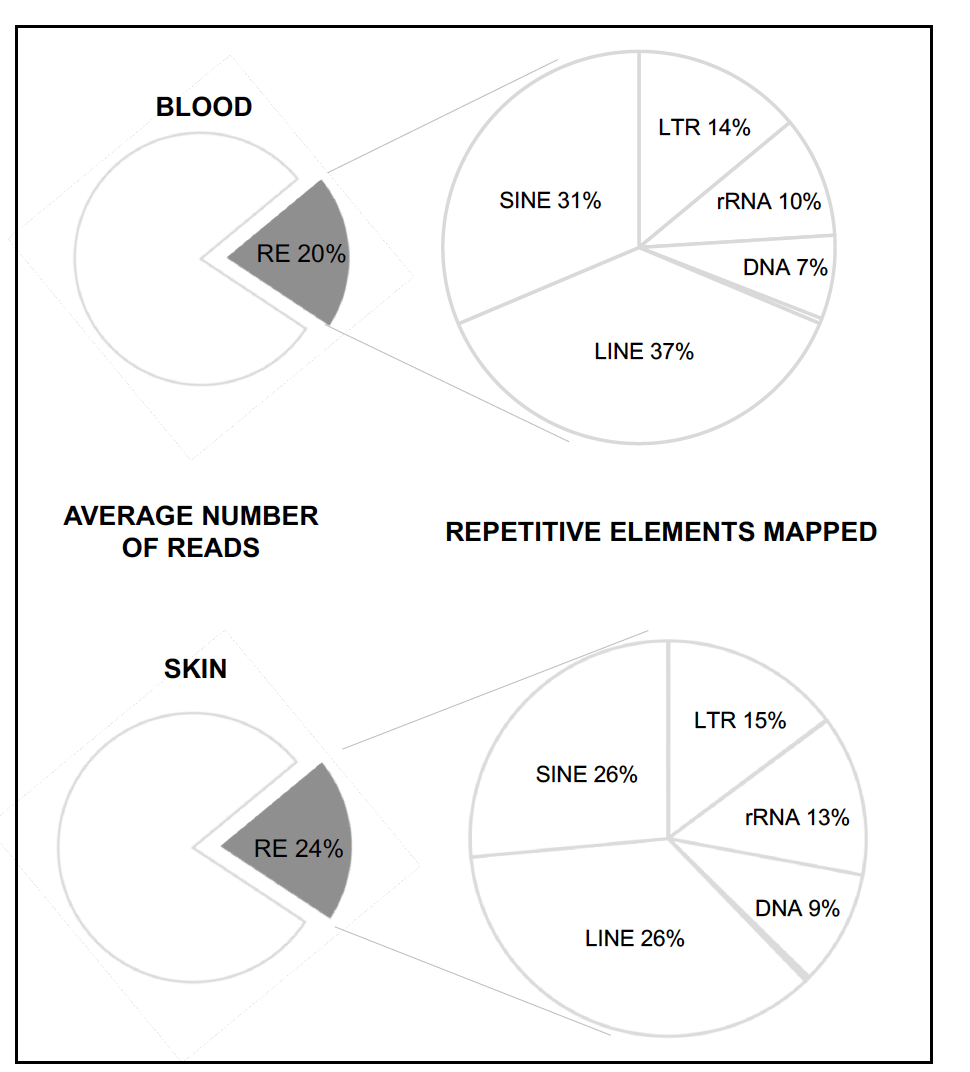 BLOOD
RE 20%
LTR 14%
SINE 31%
rRNA 10%
DNA 7%
LINE 37%
AVERAGE NUMBER
OF READS
REPETITIVE ELEMENTS MAPPED
SKIN
RE 24%
LTR 15%
SINE 26%
rRNA 13%
DNA 9%
LINE 26%